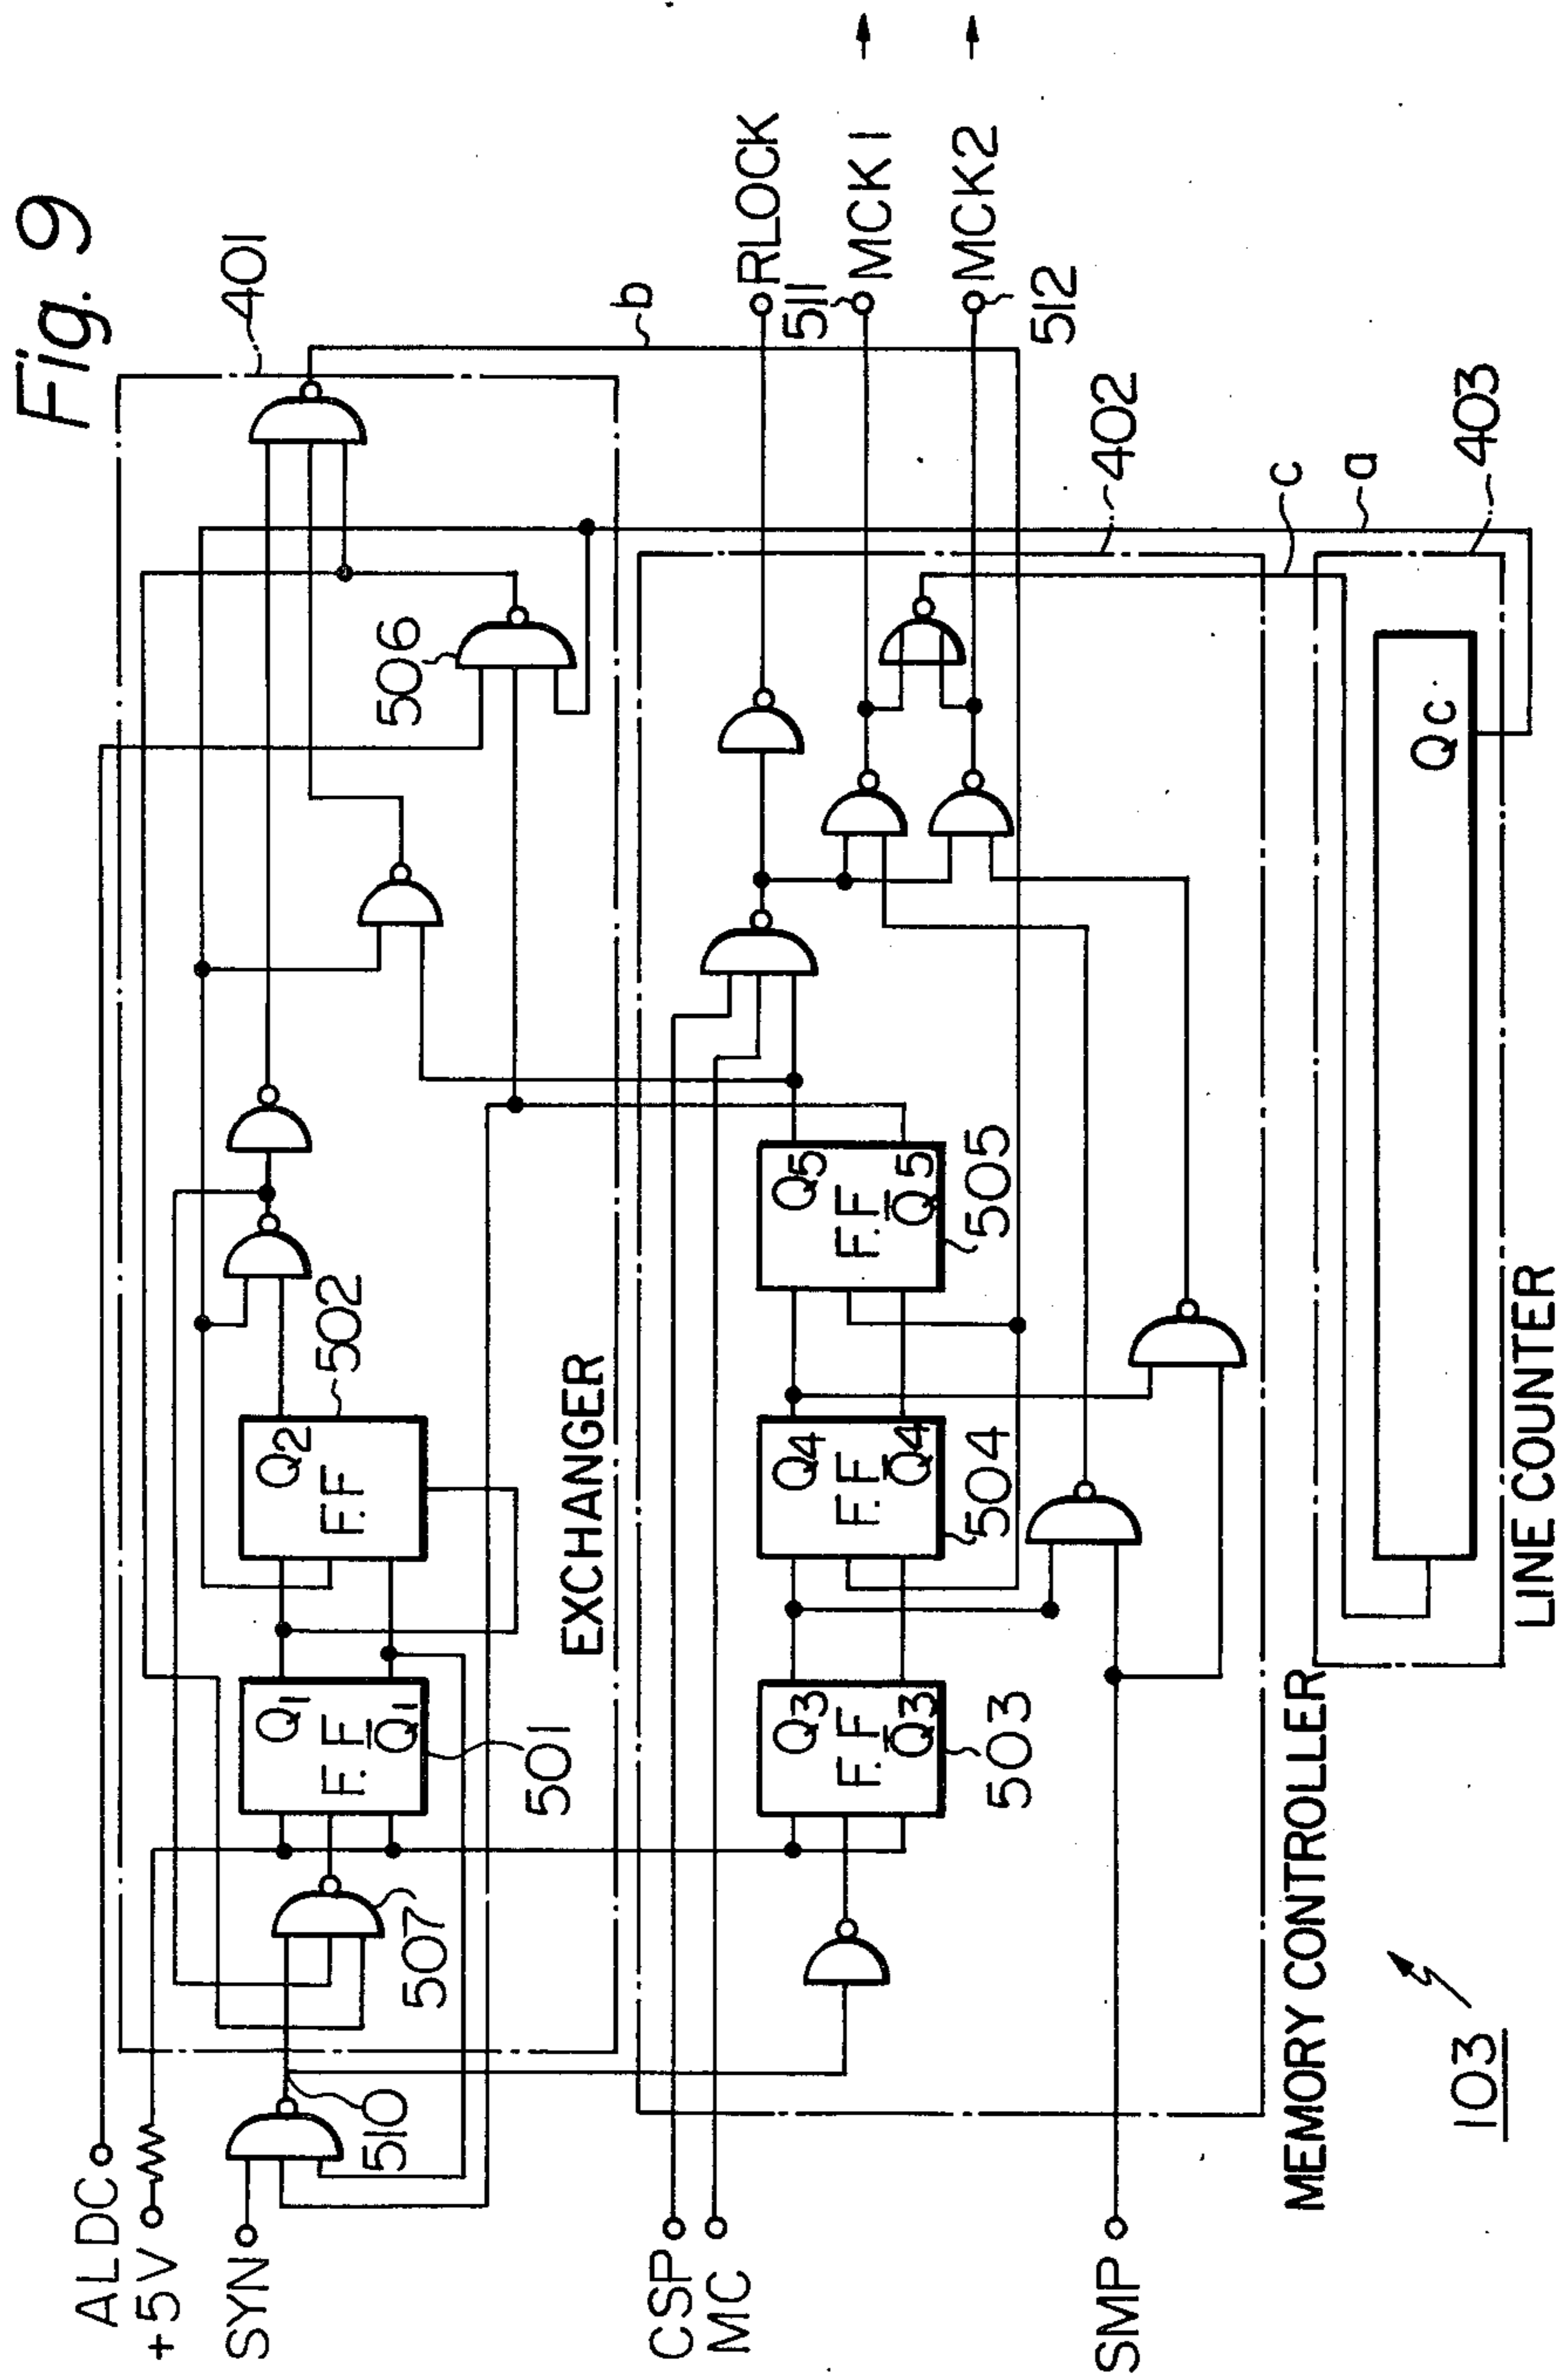 Fig. 9
ALDC
+5V
SYN
510
507
Q1
F.F
Q̅1
501
Q2
F.F
502
506
401
EXCHANGER
b
CSP
MC
SMP
Q3
F.F
Q̅3
503
Q4
F.F
Q̅4
504
Q5
F.F
Q̅5
505
RLOCK
511
MCK1
MCK2
512
402
MEMORY CONTROLLER
c
a
403
Qc
LINE COUNTER
103